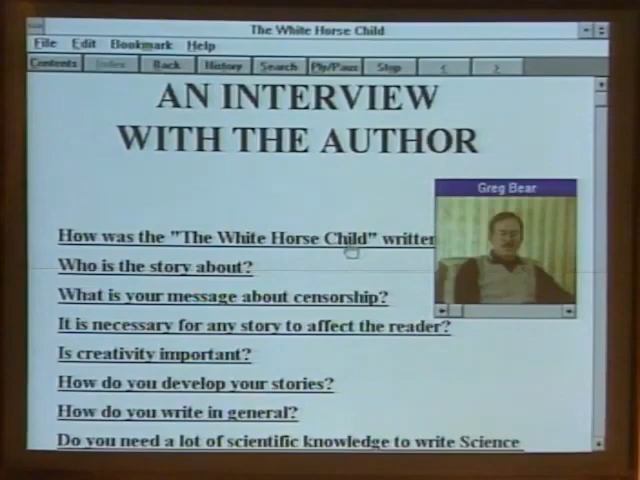 The White Horse Child
File Edit Bookmark Help
Contents Index Back History Search Ply/Paus Stop < >
AN INTERVIEW
WITH THE AUTHOR
Greg Bear
How was the "The White Horse Child" written
Who is the story about?
What is your message about censorship?
It is necessary for any story to affect the reader?
Is creativity important?
How do you develop your stories?
How do you write in general?
Do you need a lot of scientific knowledge to write Science